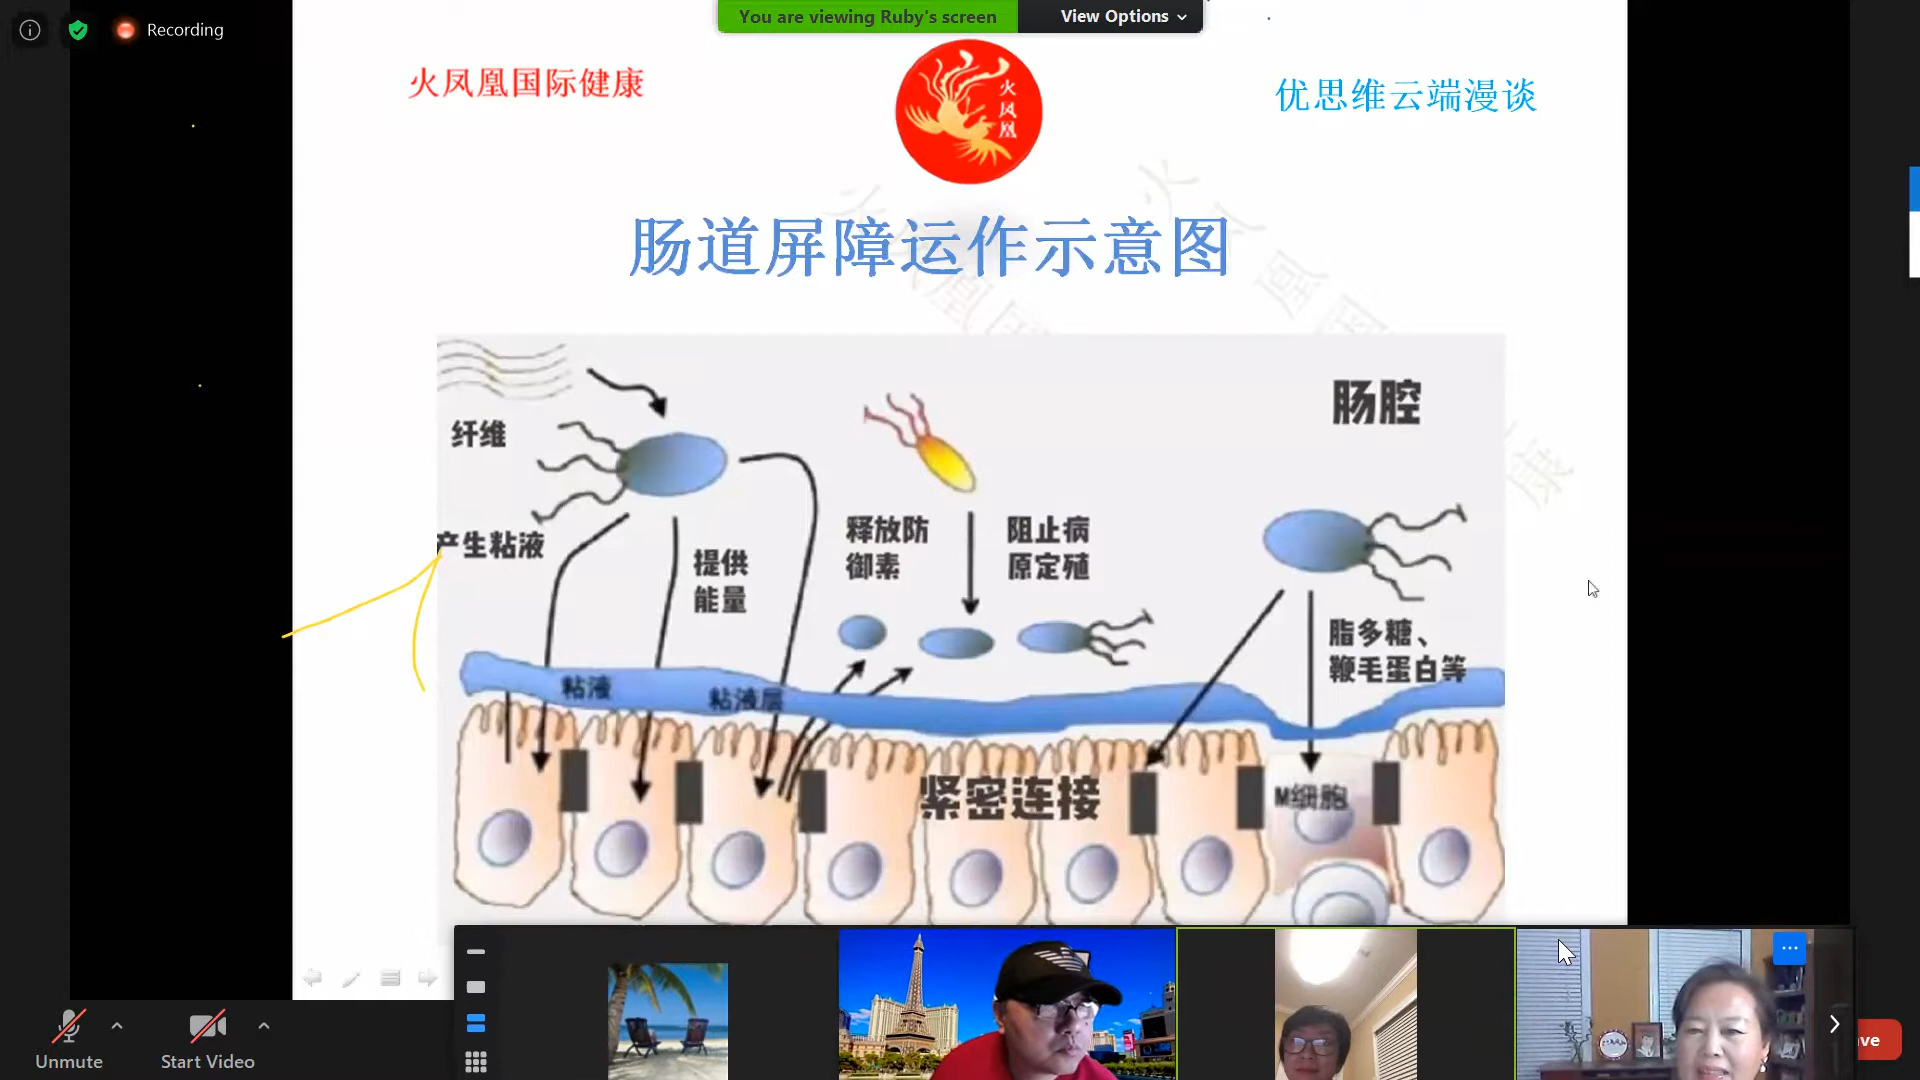 You are viewing Ruby's screen
View Options
Recording
火凤凰国际健康
火凤凰
优思维云端漫谈
肠道屏障运作示意图
肠腔
纤维
产生粘液
提供
能量
释放防
御素
阻止病
原定殖
脂多糖、
鞭毛蛋白等
粘液
粘液层
紧密连接
M细胞
Unmute
Start Video